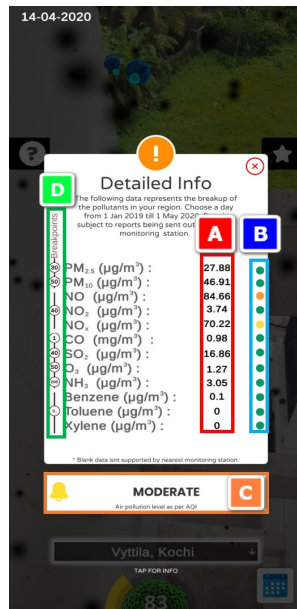 14-04-2020
?
!
D
Detailed Info
The following data represents the breakup of
the pollutants in your region. Choose a day
from 1 Jan 2019 till 1 May 2020.
subject to reports being sent out
monitoring station.
A
B
Breakpoints
30 PM2.5 (µg/m³) : 27.88
50 PM10 (µg/m³) : 46.91
NO (µg/m³) : 84.66
40 NO2 (µg/m³) : 3.74
NOx (µg/m³) : 70.22
1 CO (mg/m³) : 0.98
40 SO2 (µg/m³) : 16.86
50 O3 (µg/m³) : 1.27
NH3 (µg/m³) : 3.05
Benzene (µg/m³) : 0.1
Toluene (µg/m³) : 0
Xylene (µg/m³) : 0
* Blank data isnt supported by nearest monitoring station
MODERATE
C
Air pollution level as per AQI
Vyttila, Kochi
TAP FOR INFO
83